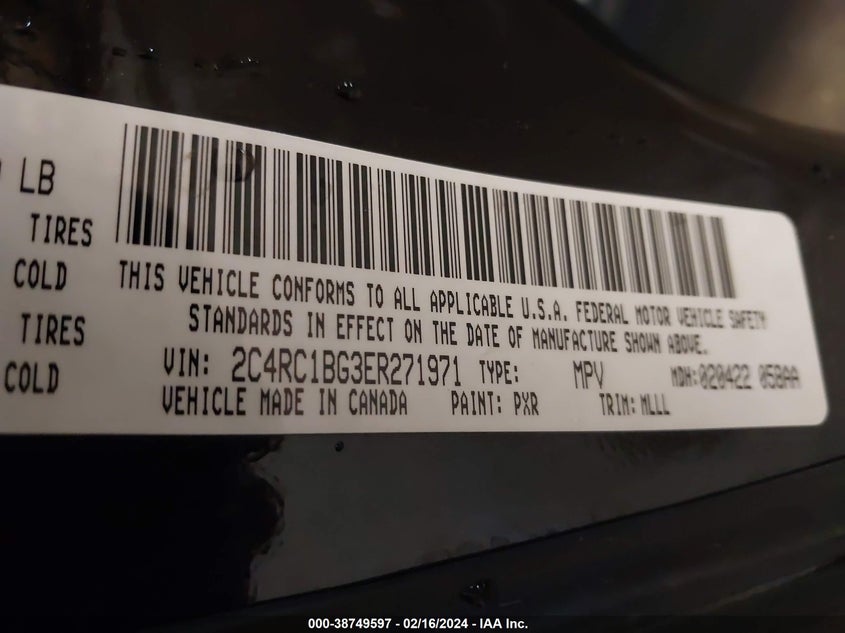 LB
TIRES
COLD
TIRES
COLD
THIS VEHICLE CONFORMS TO ALL APPLICABLE U.S.A. FEDERAL MOTOR VEHICLE SAFETY
STANDARDS IN EFFECT ON THE DATE OF MANUFACTURE SHOWN ABOVE.
VIN: 2C4RC1BG3ER271971 TYPE: MPV MDH:020422 05BAA
VEHICLE MADE IN CANADA PAINT: PXR TRIM: MLLL
000-38749597 - 02/16/2024 - IAA Inc.